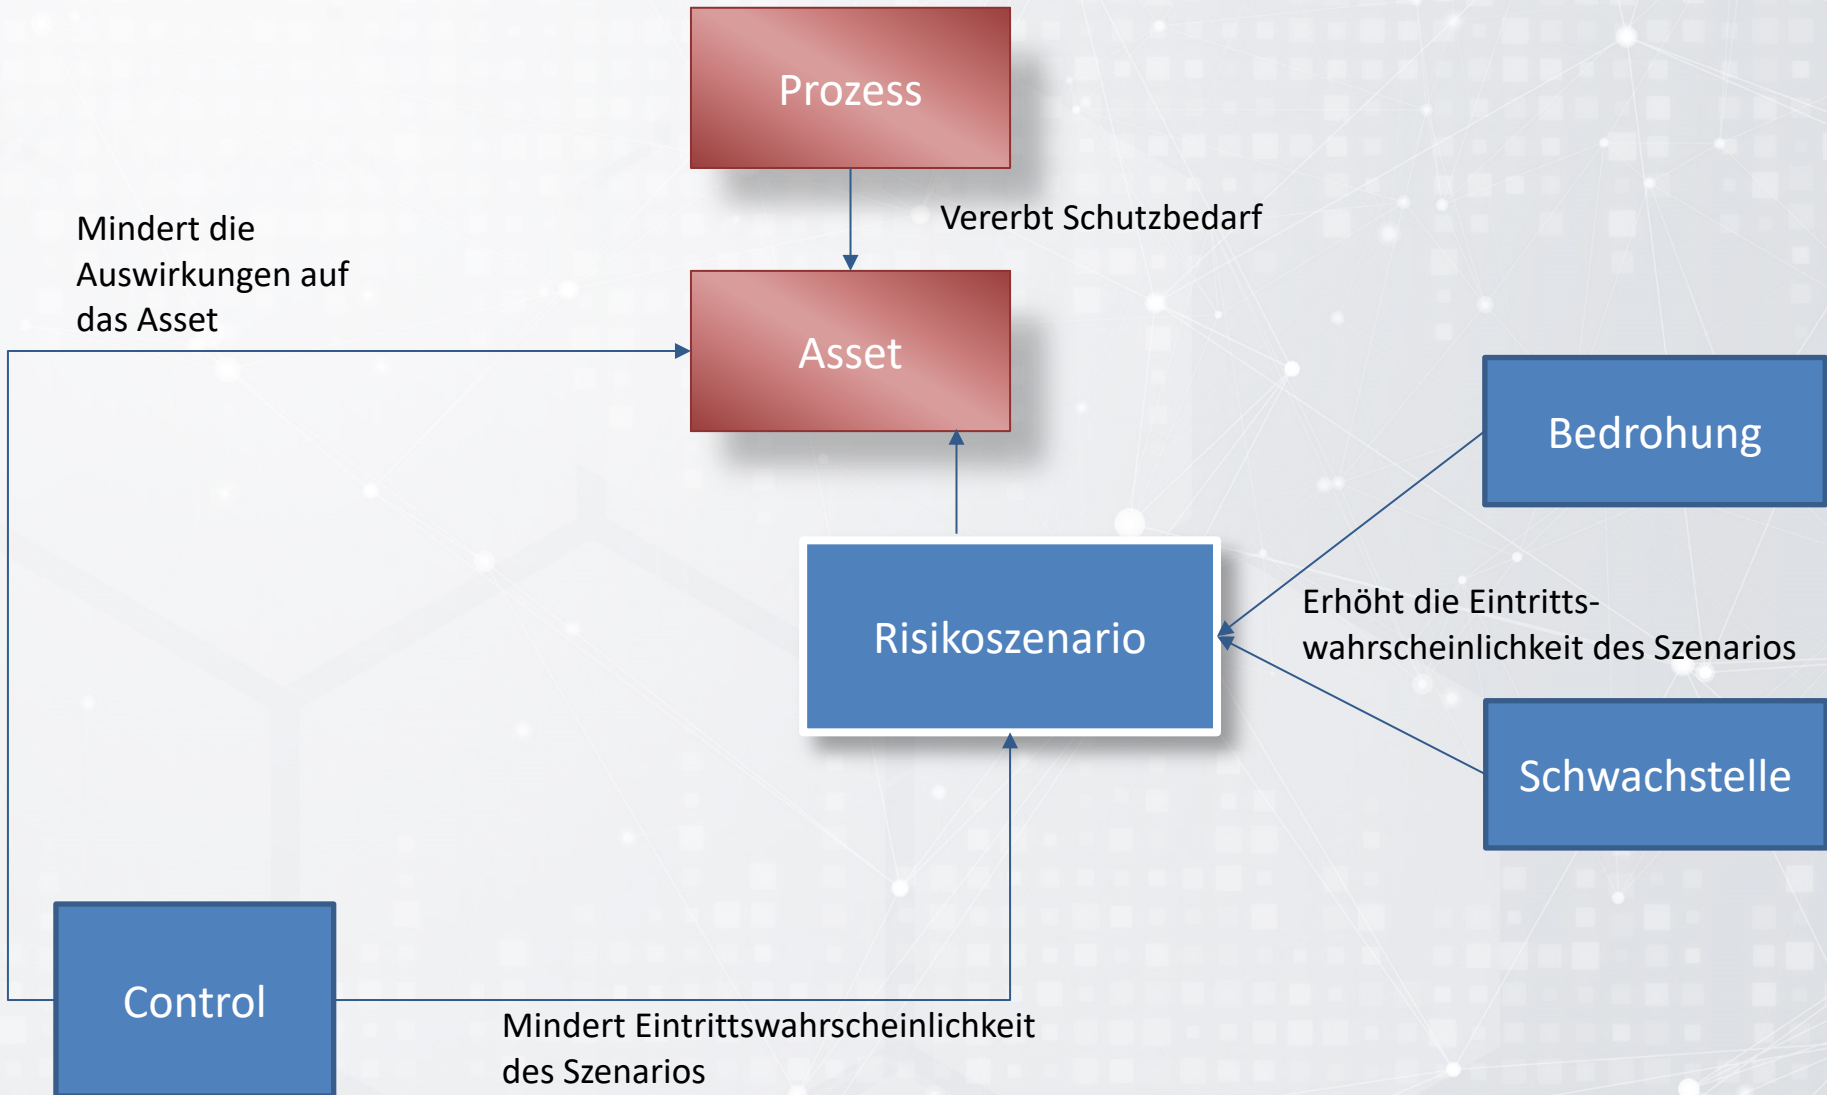 Prozess
Vererbt Schutzbedarf
Mindert die
Auswirkungen auf
das Asset
Asset
Bedrohung
Risikoszenario
Erhöht die Eintritts-
wahrscheinlichkeit des Szenarios
Schwachstelle
Control
Mindert Eintrittswahrscheinlichkeit
des Szenarios